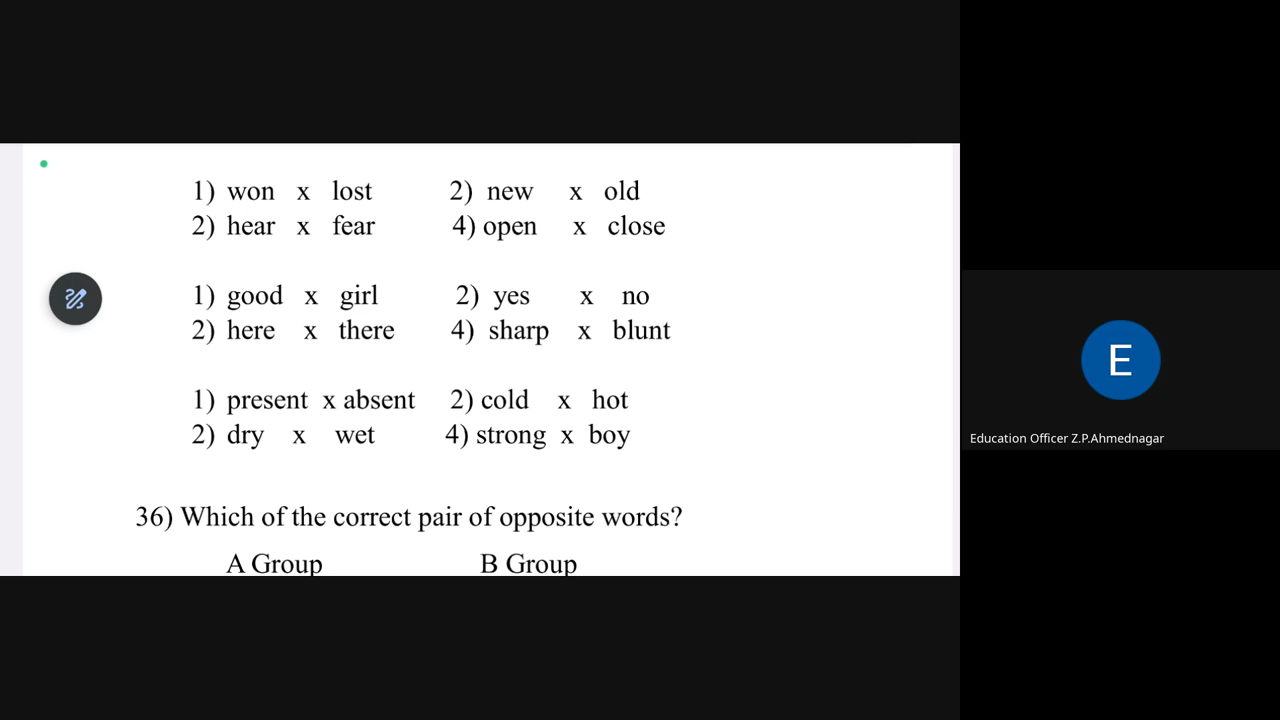 1) won x lost 2) new x old
2) hear x fear 4) open x close
1) good x girl 2) yes x no
2) here x there 4) sharp x blunt
1) present x absent 2) cold x hot
2) dry x wet 4) strong x boy
36) Which of the correct pair of opposite words?
A Group B Group
E
Education Officer Z.P.Ahmednagar